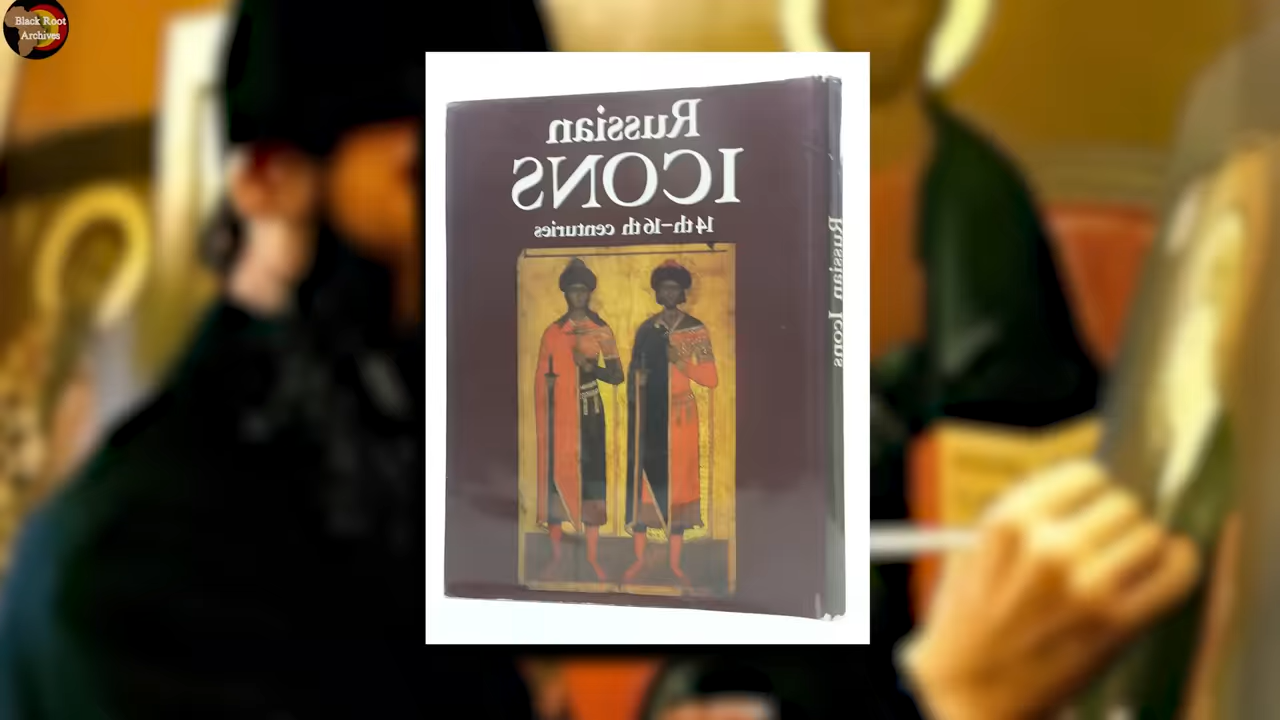 Black Root
Archives
Russian
ICONS
14th-16th centuries
Russian Icons